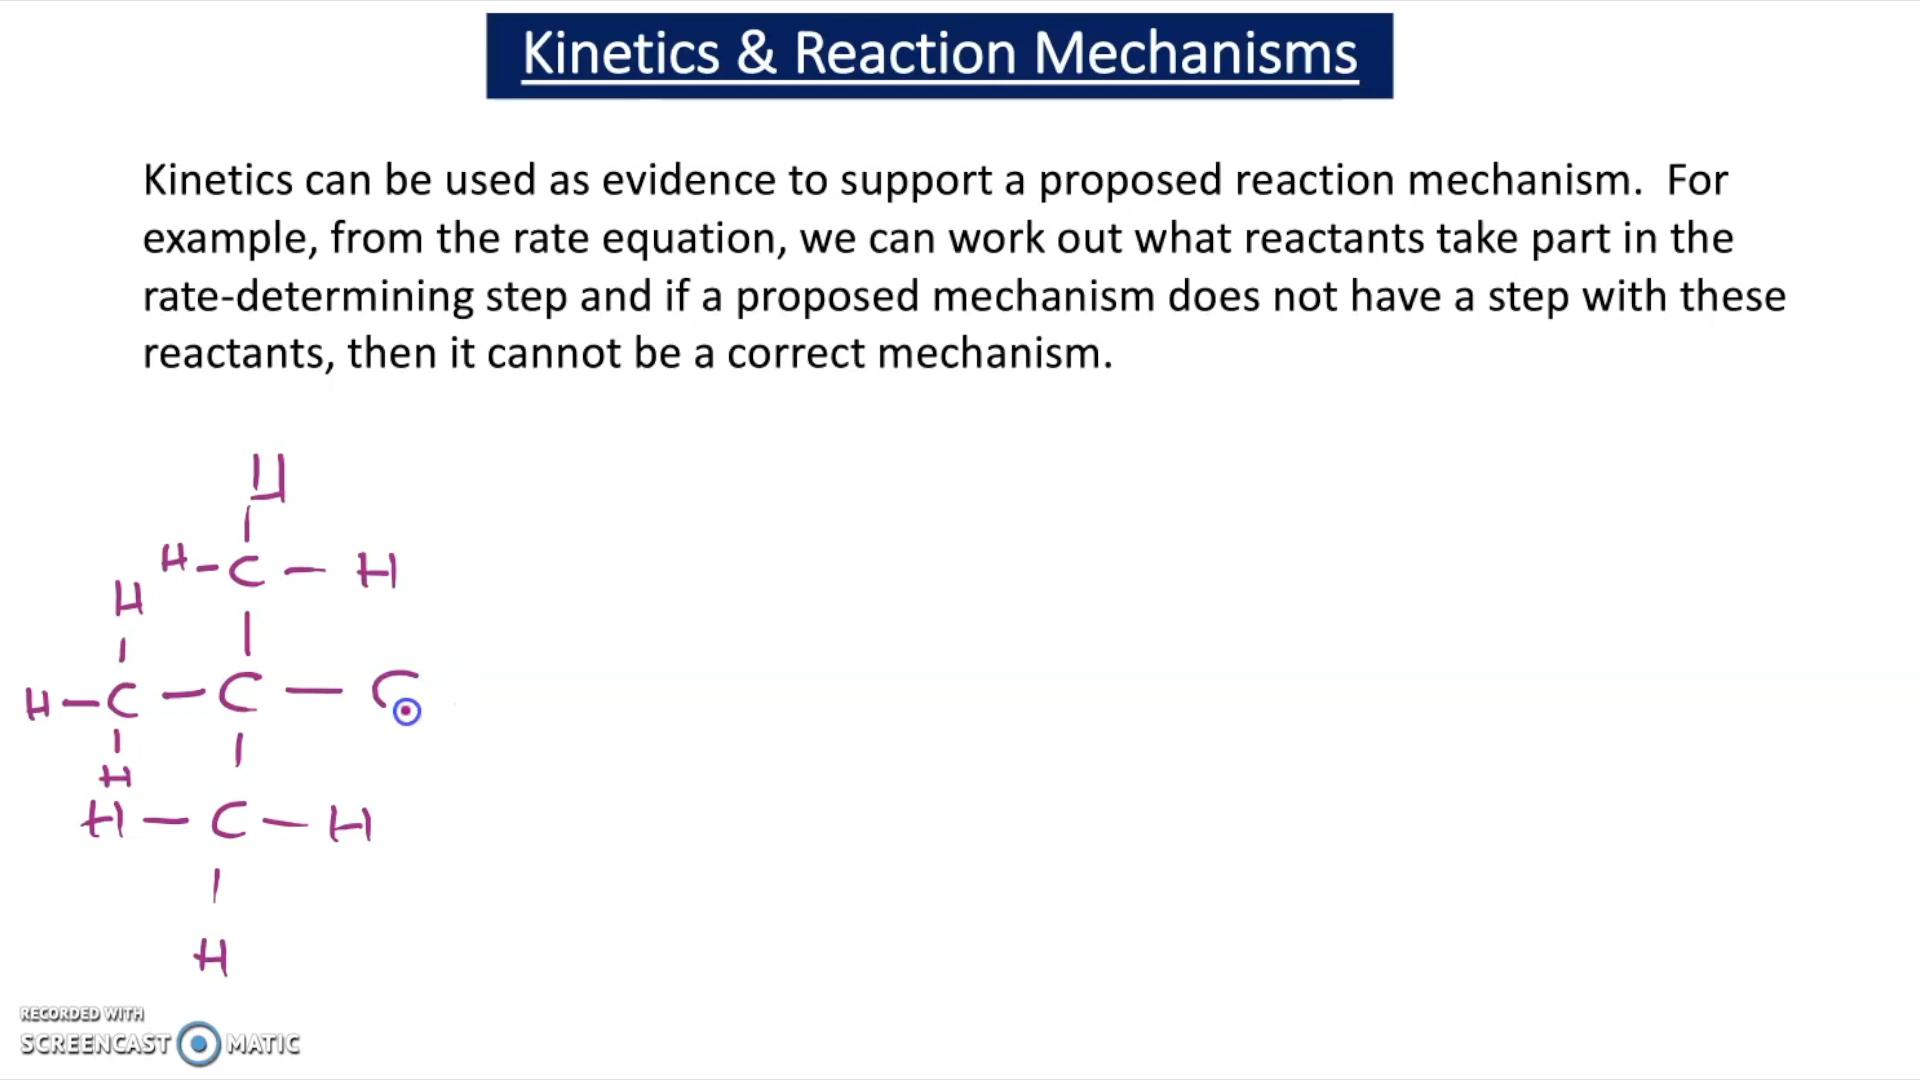 Kinetics & Reaction Mechanisms
Kinetics can be used as evidence to support a proposed reaction mechanism. For
example, from the rate equation, we can work out what reactants take part in the
rate-determining step and if a proposed mechanism does not have a step with these
reactants, then it cannot be a correct mechanism.
H
H-C-H
H
H-C-C-C
H
H-C-H
H
RECORDED WITH
SCREENCAST MATIC